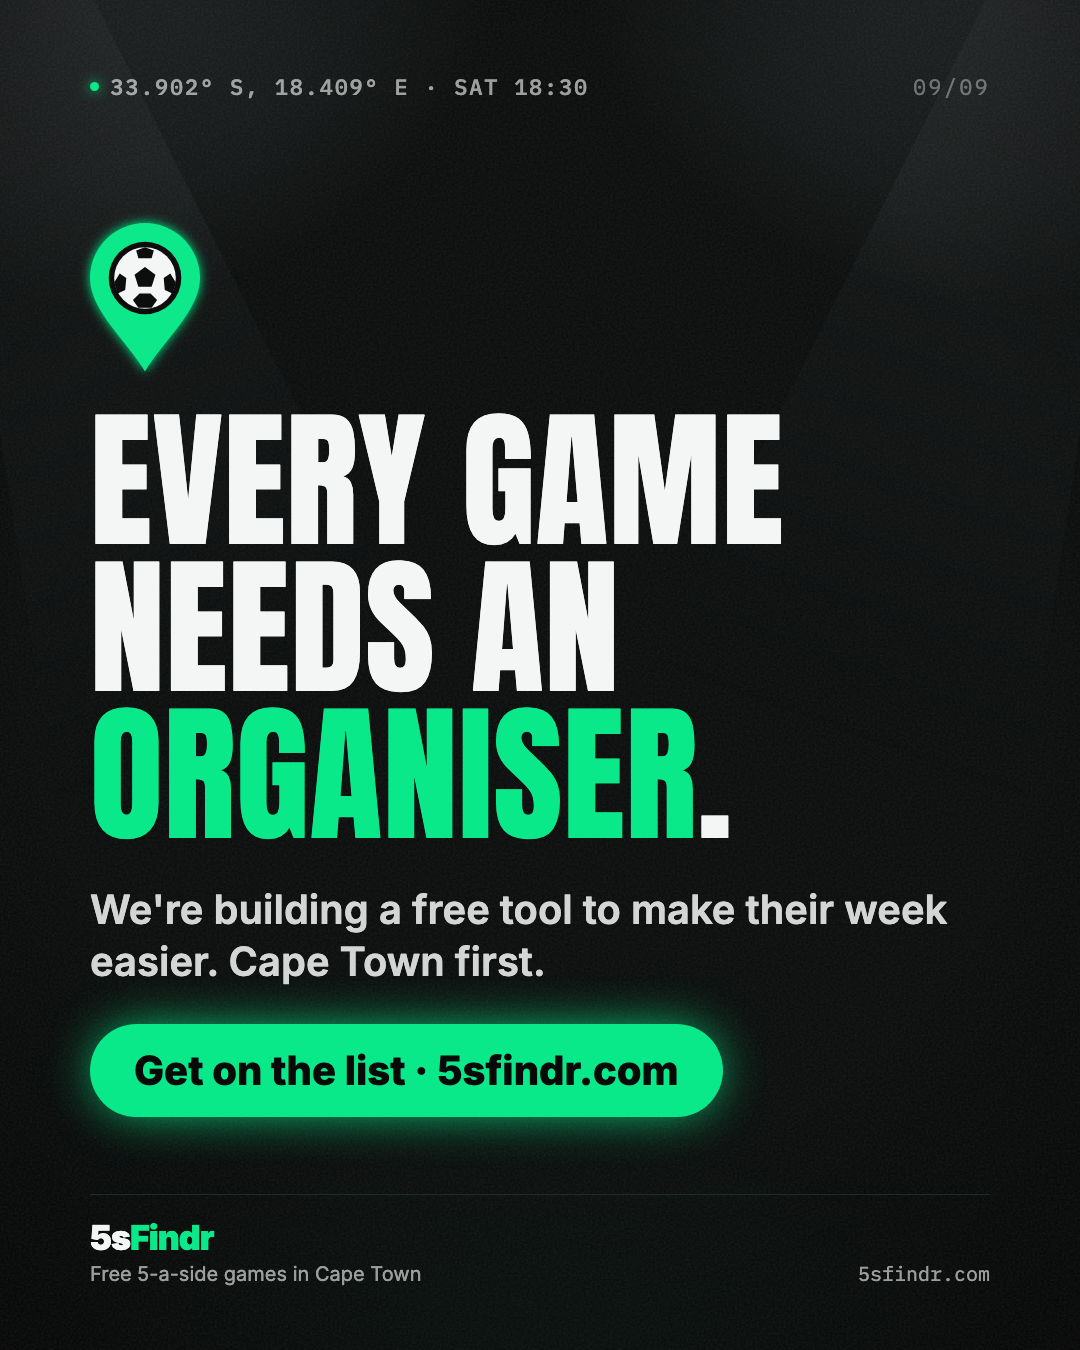 33.902° S, 18.409° E · SAT 18:30
09/09
EVERY GAME
NEEDS AN
ORGANISER.
We're building a free tool to make their week
easier. Cape Town first.
Get on the list · 5sfindr.com
5sFindr
Free 5-a-side games in Cape Town
5sfindr.com